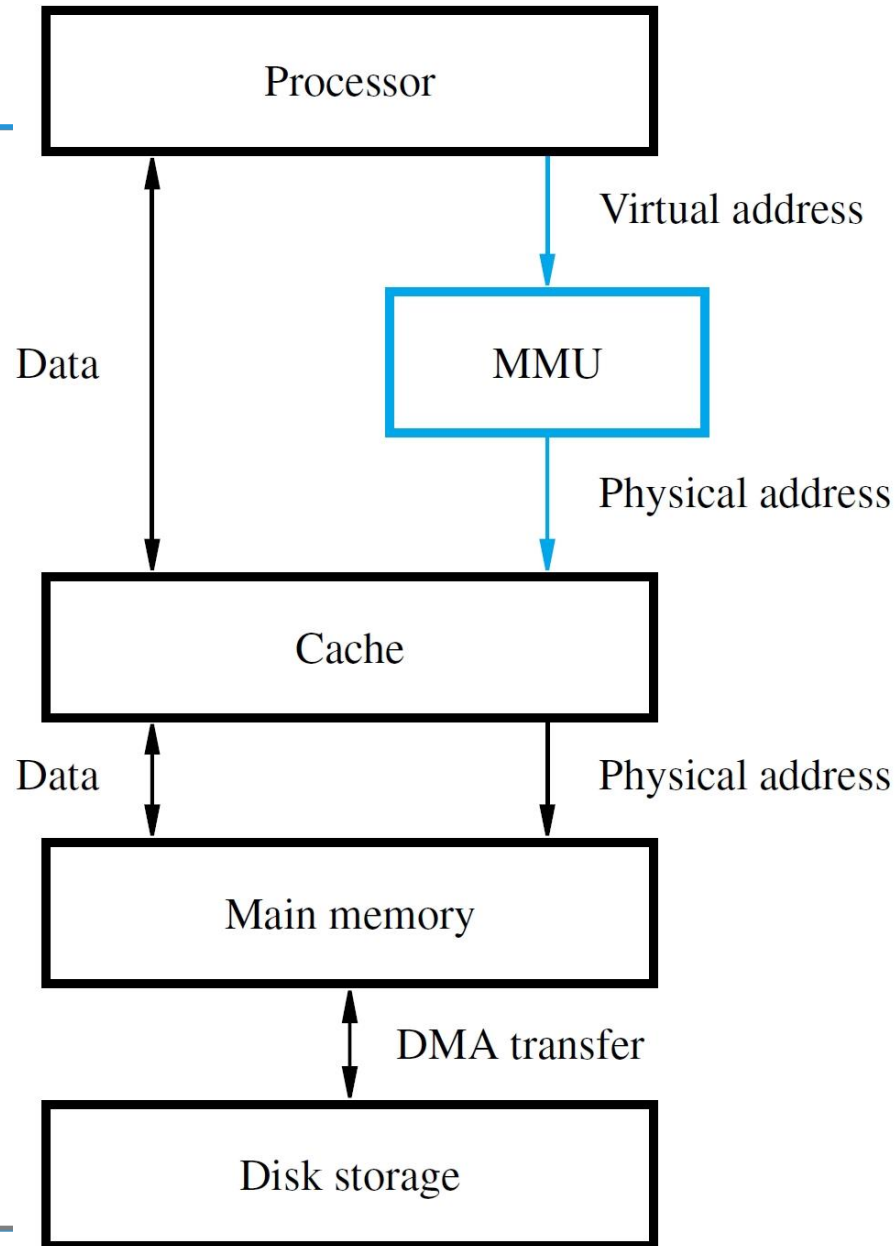 Processor
Virtual address
Data
MMU
Physical address
Cache
Data
Physical address
Main memory
DMA transfer
Disk storage